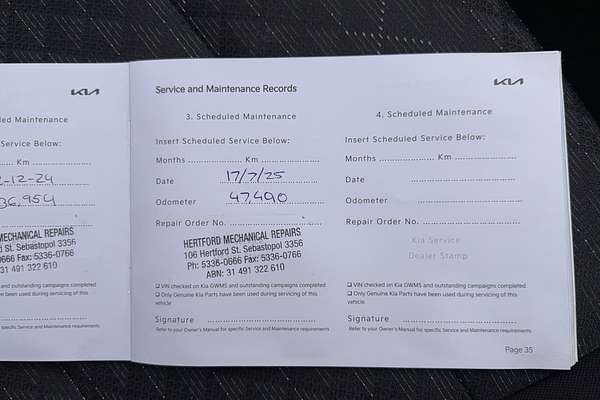 KIA
led Maintenance
Service Below:
Km
-12-24
36,954
MECHANICAL REPAIRS
d St. Sebastopol 3356
666 Fax: 5336-0766
31 491 322 610
and outstanding campaigns completed
been used during servicing of this
specific Service and Maintenance requirements
Service and Maintenance Records
3. Scheduled Maintenance
Insert Scheduled Service Below:
Months Km
Date 17/7/25
Odometer 47,490
Repair Order No.
HERTFORD MECHANICAL REPAIRS
106 Hertford St. Sebastopol 3356
Ph: 5336-0666 Fax: 5336-0766
ABN: 31 491 322 610
VIN checked on Kia GWMS and outstanding campaigns completed
Only Genuine Kia Parts have been used during servicing of this
vehicle
Signature
Refer to your Owner's Manual for specific Service and Maintenance requirements
KIA
4. Scheduled Maintenance
Insert Scheduled Service Below:
Months Km
Date
Odometer
Repair Order No.
Kia Service
Dealer Stamp
VIN checked on Kia GWMS and outstanding campaigns completed
Only Genuine Kia Parts have been used during servicing of this
vehicle
Signature
Refer to your Owner's Manual for specific Service and Maintenance requirements
Page 35